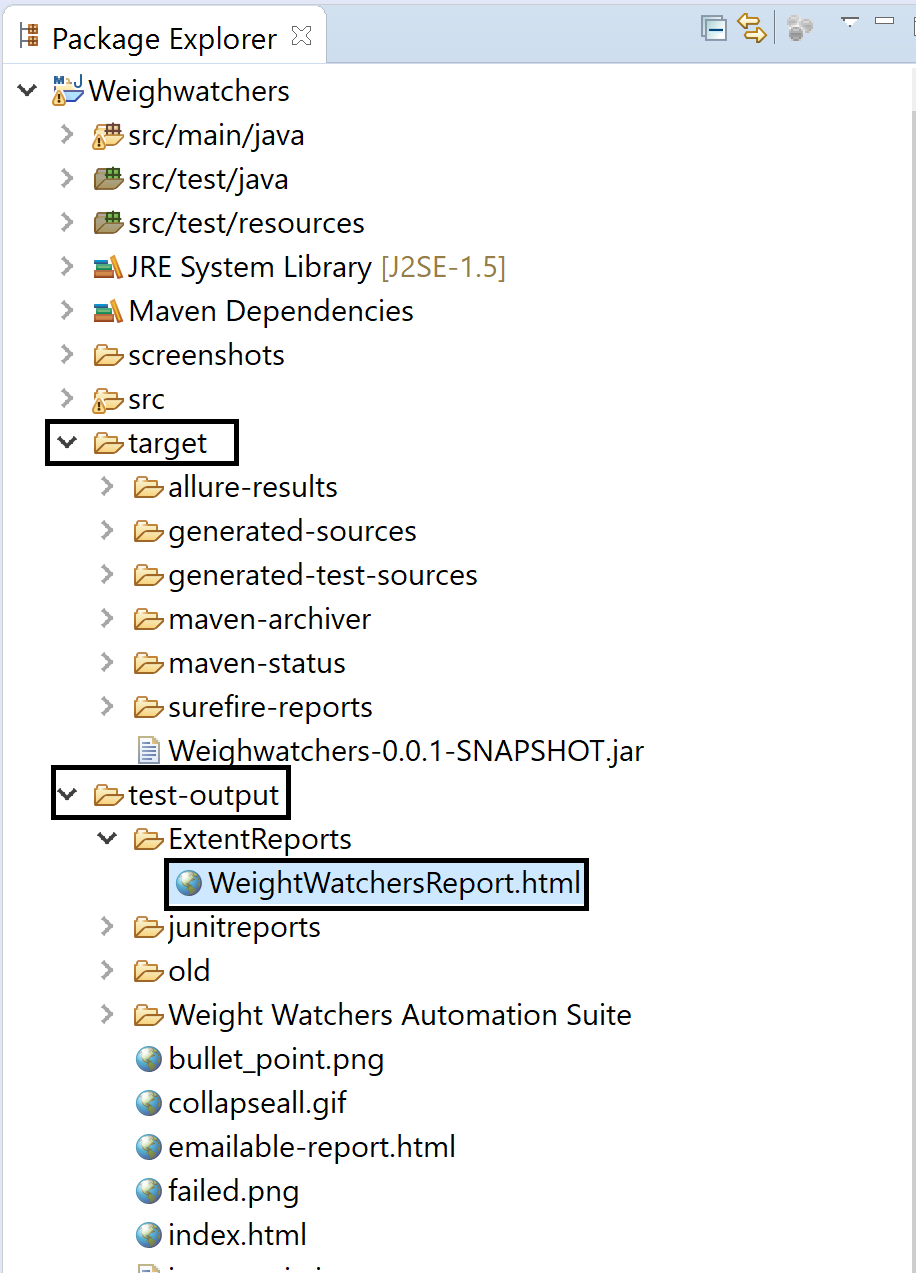 Package Explorer
Weighwatchers
src/main/java
src/test/java
src/test/resources
JRE System Library [J2SE-1.5]
Maven Dependencies
screenshots
src
target
allure-results
generated-sources
generated-test-sources
maven-archiver
maven-status
surefire-reports
Weighwatchers-0.0.1-SNAPSHOT.jar
test-output
ExtentReports
WeightWatchersReport.html
junitreports
old
Weight Watchers Automation Suite
bullet_point.png
collapseall.gif
emailable-report.html
failed.png
index.html